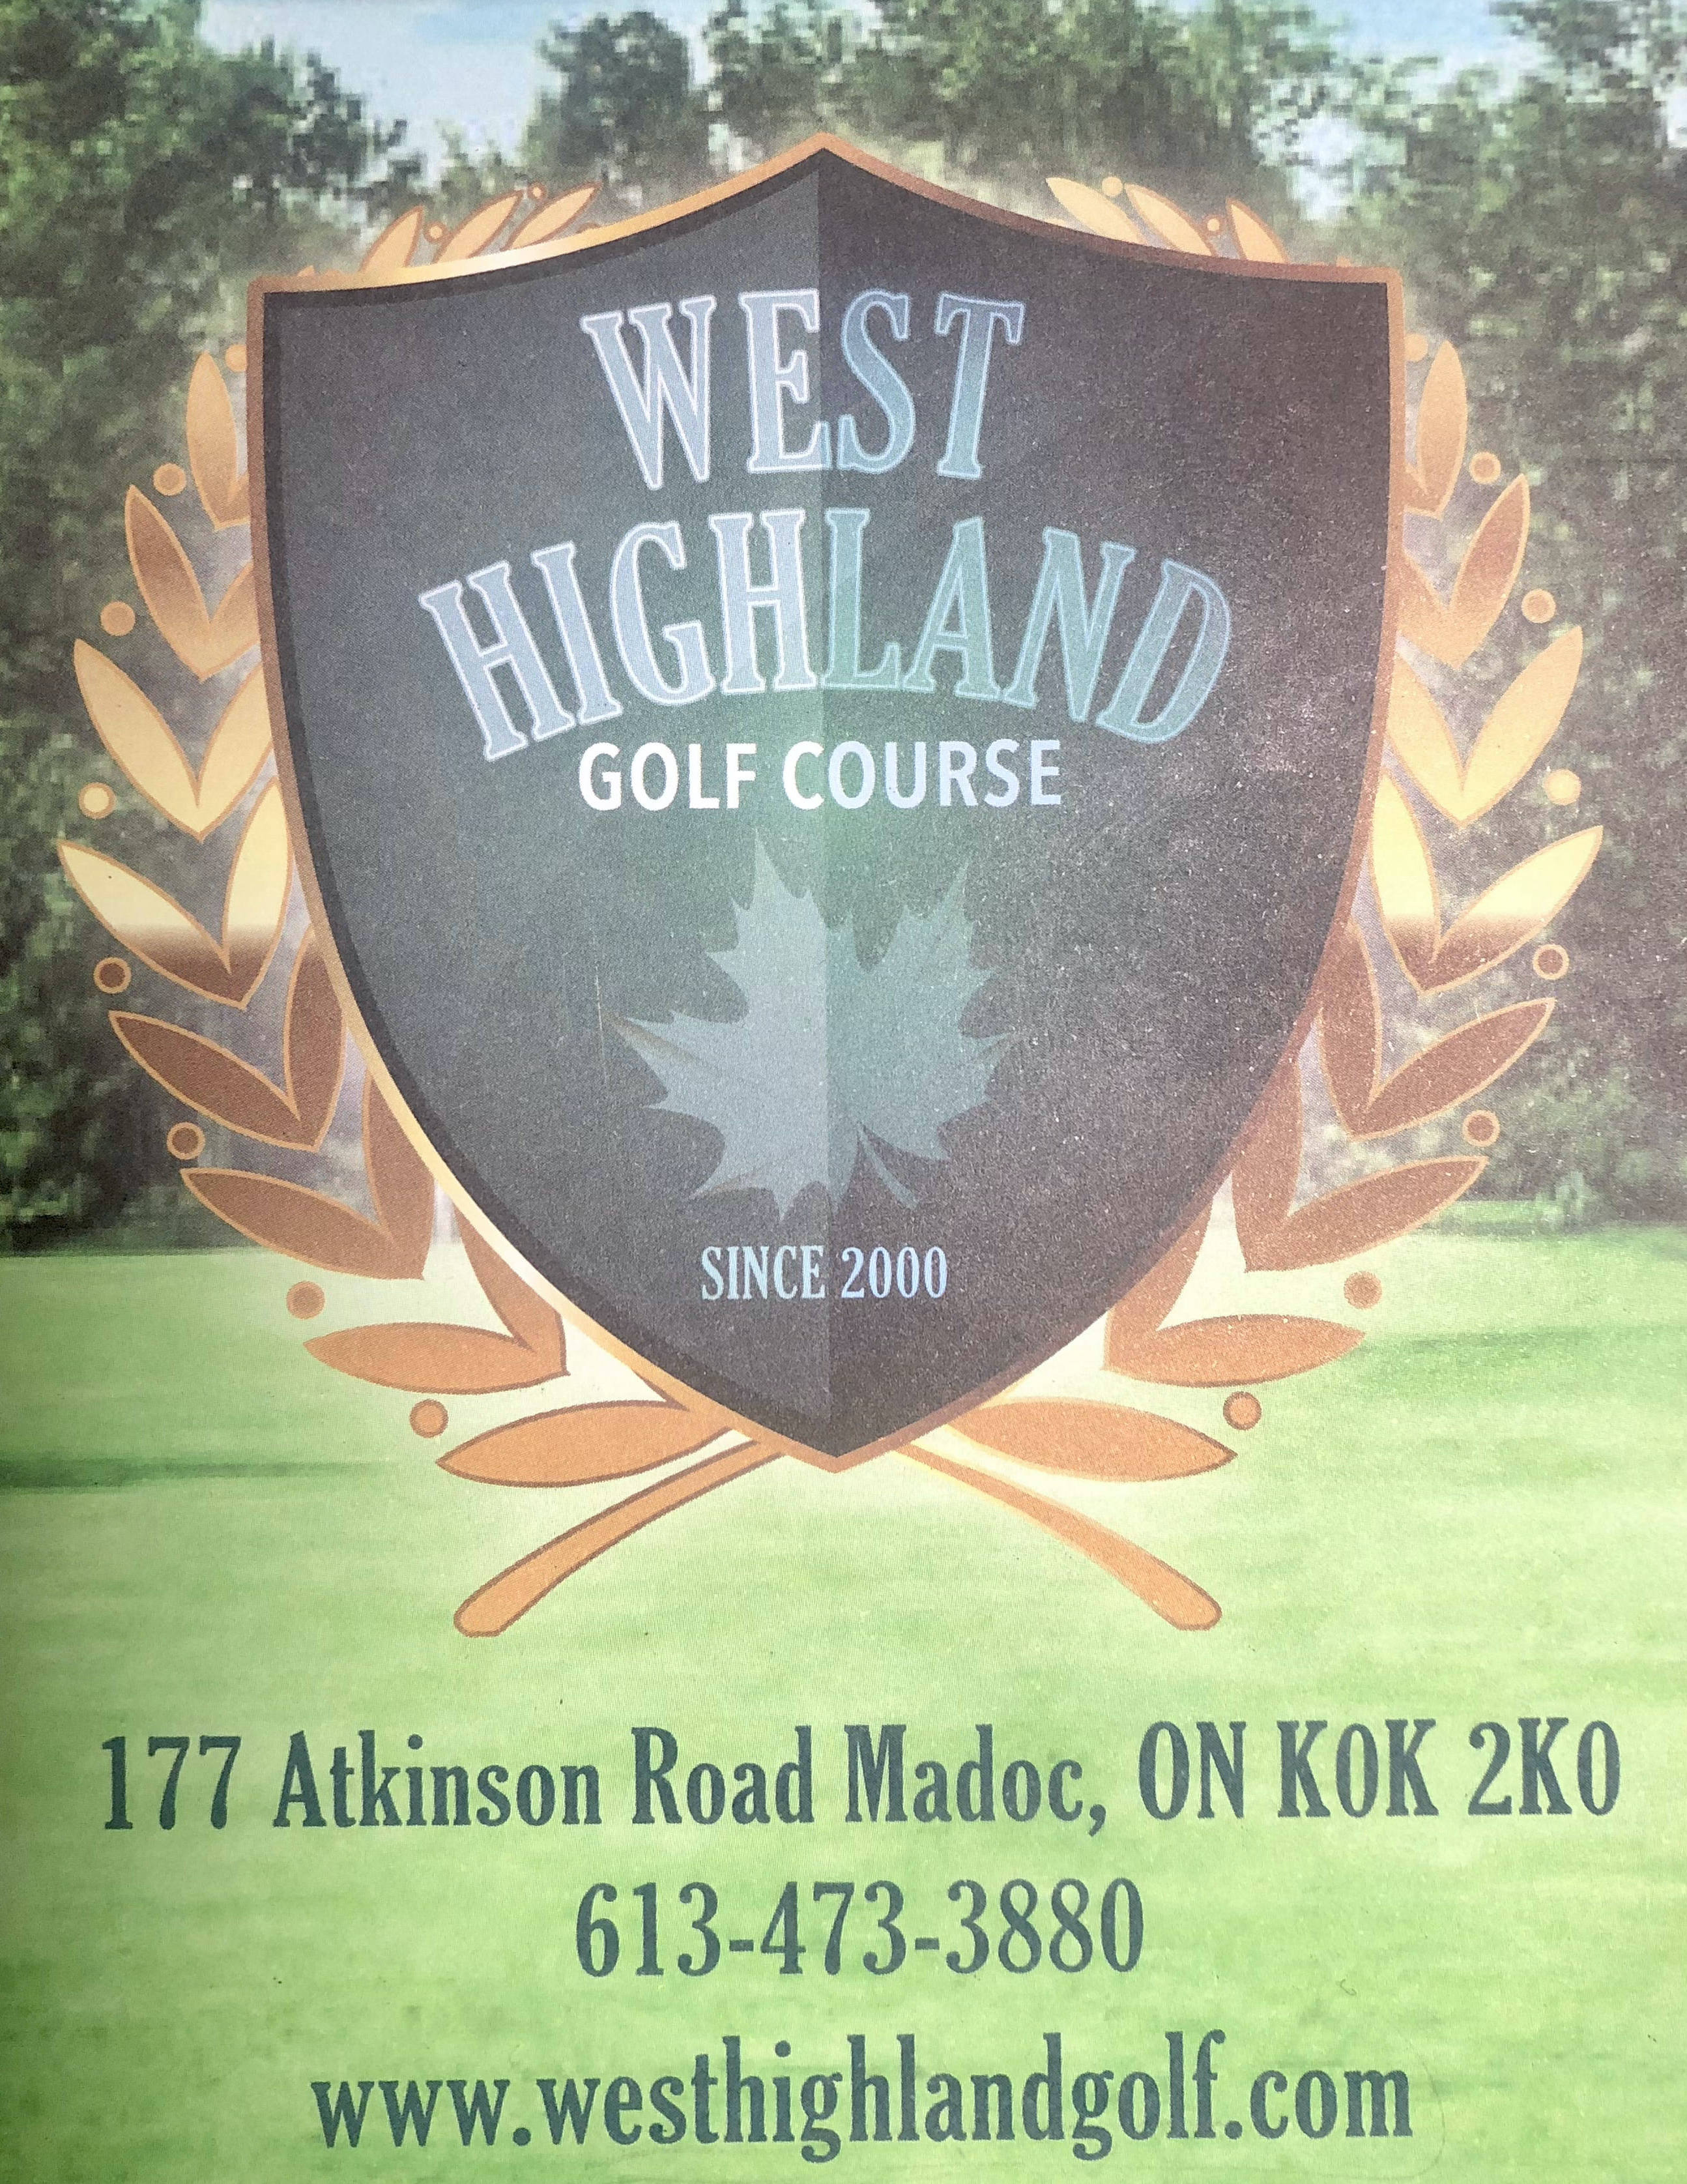 WEST
HIGHLAND
GOLF COURSE
SINCE 2000
177 Atkinson Road Madoc, ON K0K 2K0
613-473-3880
www.westhighlandgolf.com